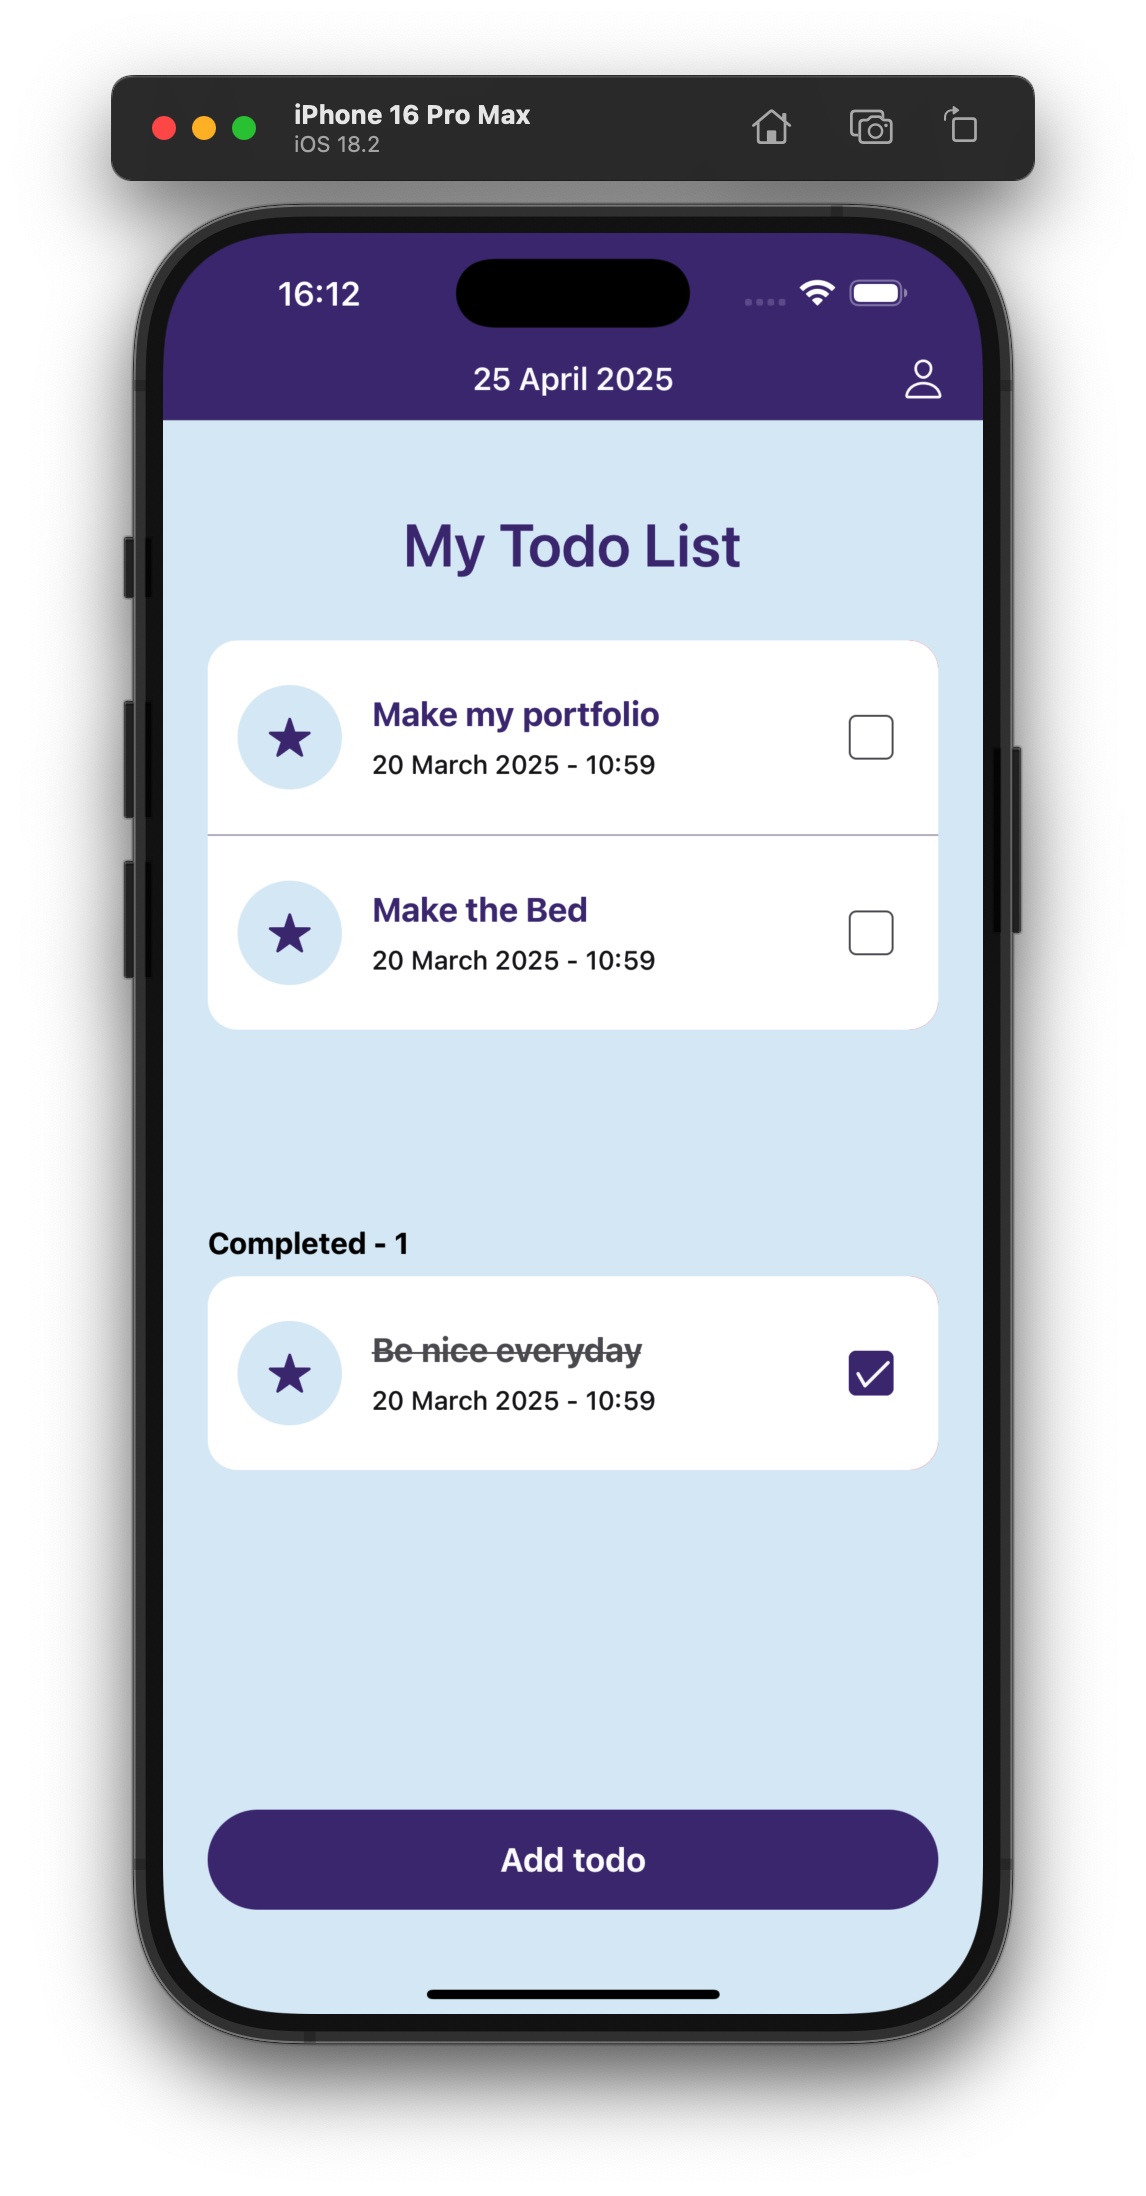 iPhone 16 Pro Max
iOS 18.2
16:12
25 April 2025
My Todo List
Make my portfolio
20 March 2025 - 10:59
Make the Bed
20 March 2025 - 10:59
Completed - 1
Be nice everyday
20 March 2025 - 10:59
Add todo